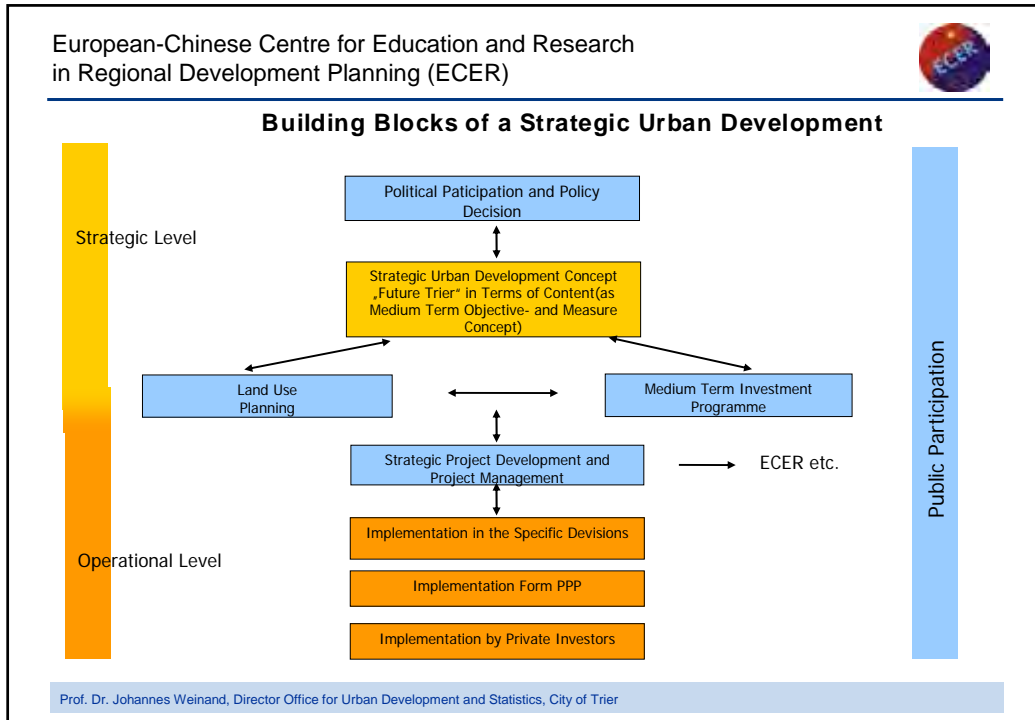 European-Chinese Centre for Education and Research
in Regional Development Planning (ECER)
ECER
Building Blocks of a Strategic Urban Development
Political Paticipation and Policy
Decision
Strategic Level
Strategic Urban Development Concept
„Future Trier“ in Terms of Content(as
Medium Term Objective- and Measure
Concept)
Land Use
Planning
Medium Term Investment
Programme
Strategic Project Development and
Project Management
ECER etc.
Public Participation
Implementation in the Specific Devisions
Operational Level
Implementation Form PPP
Implementation by Private Investors
Prof. Dr. Johannes Weinand, Director Office for Urban Development and Statistics, City of Trier